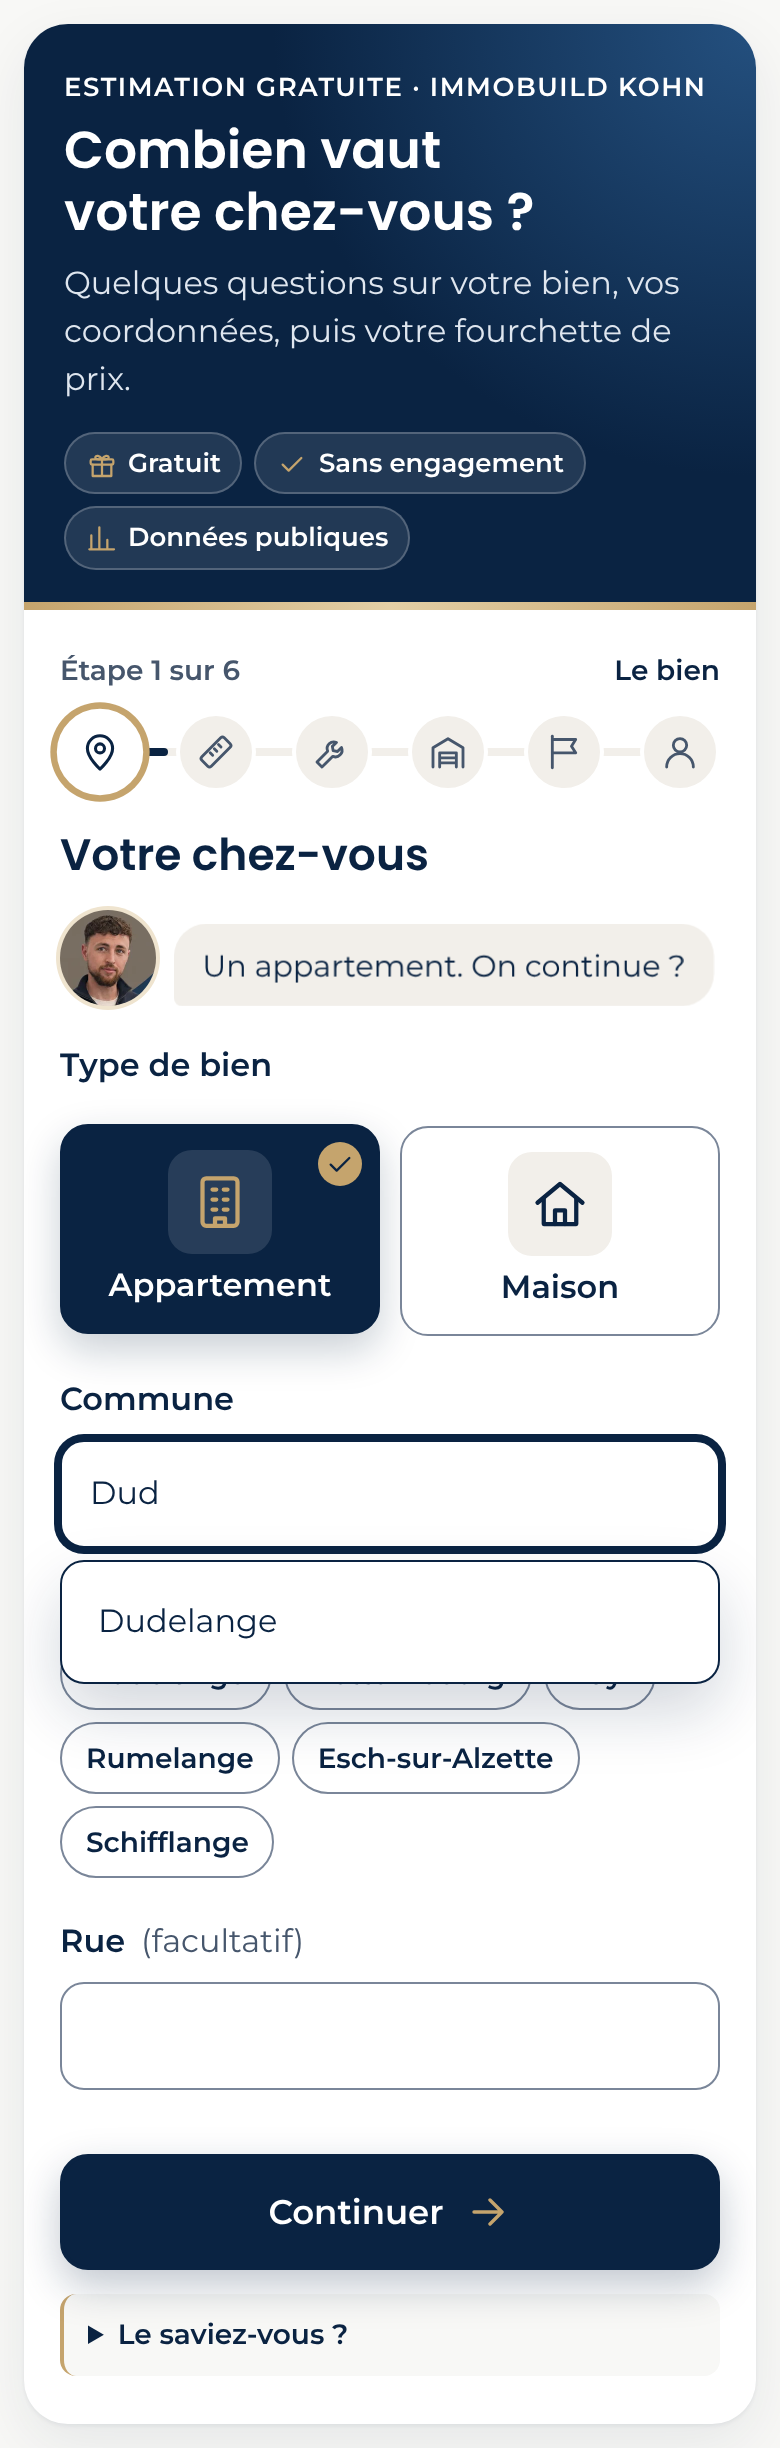 ESTIMATION GRATUITE · IMMOBUILD KOHN
Combien vaut
votre chez-vous ?
Quelques questions sur votre bien, vos
coordonnées, puis votre fourchette de
prix.
Gratuit
Sans engagement
Données publiques
Étape 1 sur 6
Le bien
Votre chez-vous
Un appartement. On continue ?
Type de bien
Appartement
Maison
Commune
Dud
Dudelange
Rumelange
Esch-sur-Alzette
Schifflange
Rue (facultatif)
Continuer →
Le saviez-vous ?